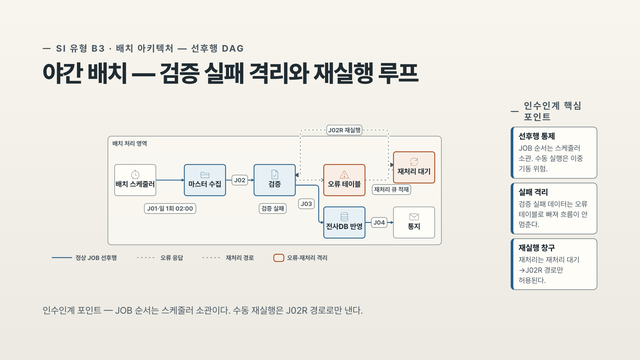 — SI 유형 B3 · 배치 아키텍처 — 선후행 DAG
야간 배치 — 검증 실패 격리와 재실행 루프
배치 처리 영역
J02R 재실행
배치 스케줄러
마스터 수집
J02
검증
오류 테이블
재처리 대기
J01·일 1회 02:00
검증 실패
J03
재처리 큐 적재
전사DB 반영
J04
통지
정상 JOB 선후행
오류 응답
재처리 경로
오류·재처리 격리
— 인수인계 핵심
포인트
선후행 통제
JOB 순서는 스케줄러
소관. 수동 실행은 이중
기동 위험.
실패 격리
검증 실패 데이터는 오류
테이블로 빠져 흐름이 안
멈춘다.
재실행 창구
재처리는 재처리 대기
→J02R 경로만
허용된다.
인수인계 포인트 — JOB 순서는 스케줄러 소관이다. 수동 재실행은 J02R 경로로만 낸다.